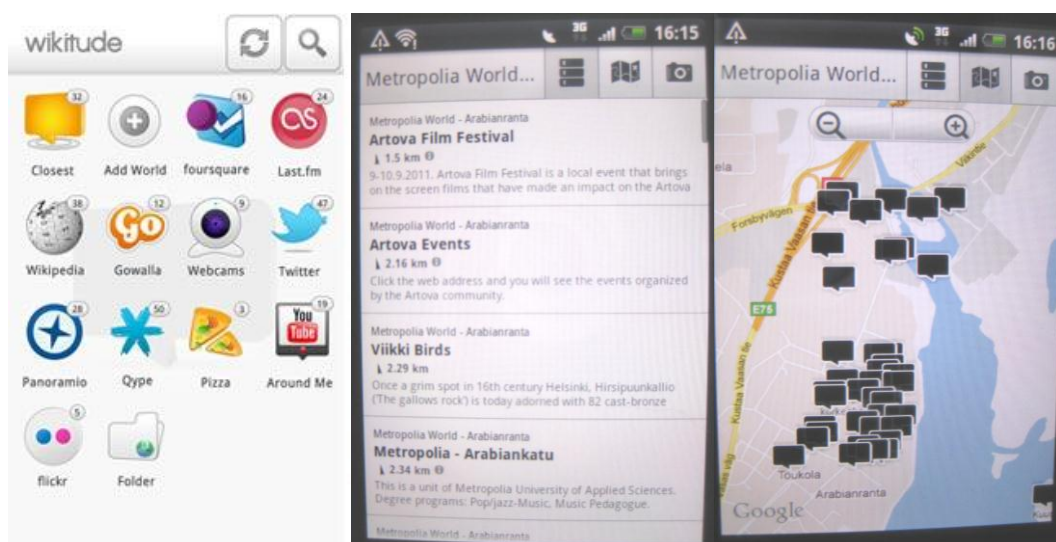 wikitude
32
16
24
Closest
Add World
foursquare
Last.fm
38
12
9
47
Wikipedia
Gowalla
Webcams
Twitter
28
50
3
19
You
Tube
Panoramio
Qype
Pizza
Around Me
5
flickr
Folder
3G
16:15
Metropolia World...
Metropolia World - Arabianranta
Artova Film Festival
1.5 km
9-10.9.2011. Artova Film Festival is a local event that brings
on the screen films that have made an impact on the Artova
Metropolia World - Arabianranta
Artova Events
2.16 km
Click the web address and you will see the events organized
by the Artova community.
Metropolia World - Arabianranta
Viikki Birds
2.29 km
Once a grim spot in 16th century Helsinki, Hirsipuunkallio
('The gallows rock') is today adorned with 82 cast-bronze
Metropolia World - Arabianranta
Metropolia - Arabiankatu
2.34 km
This is a unit of Metropolia University of Applied Sciences.
Degree programs: Pop/jazz-Music, Music Pedagogue.
Metropolia World - Arabianranta
3G
16:16
Metropolia World...
Viikintie
Forsbyvägen
Kustaa Vaasan tie
E75
Kustaa Vaasan tie
Toukola
Arabianranta
Google